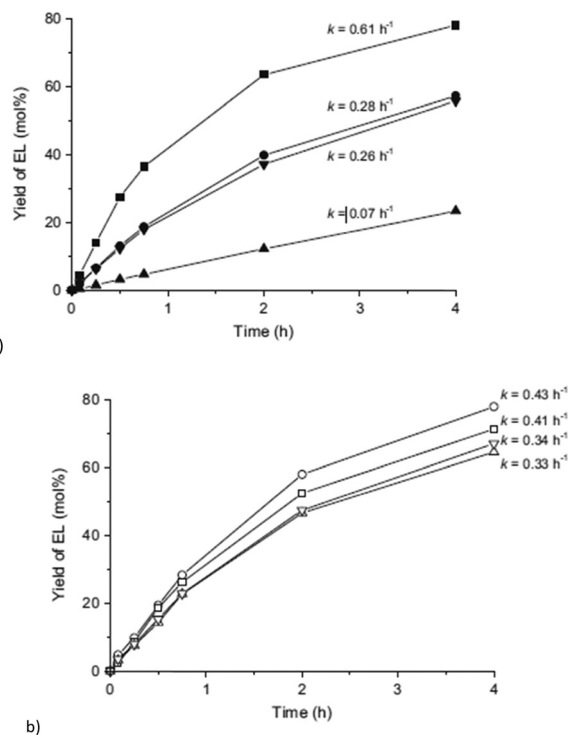 80
60
40
20
0
Yield of EL (mol%)
k = 0.61 h⁻¹
k = 0.28 h⁻¹
k = 0.26 h⁻¹
k = 0.07 h⁻¹
0 1 2 3 4
Time (h)
)
80
60
40
20
0
Yield of EL (mol%)
k = 0.43 h⁻¹
k = 0.41 h⁻¹
k = 0.34 h⁻¹
k = 0.33 h⁻¹
0 1 2 3 4
Time (h)
b)